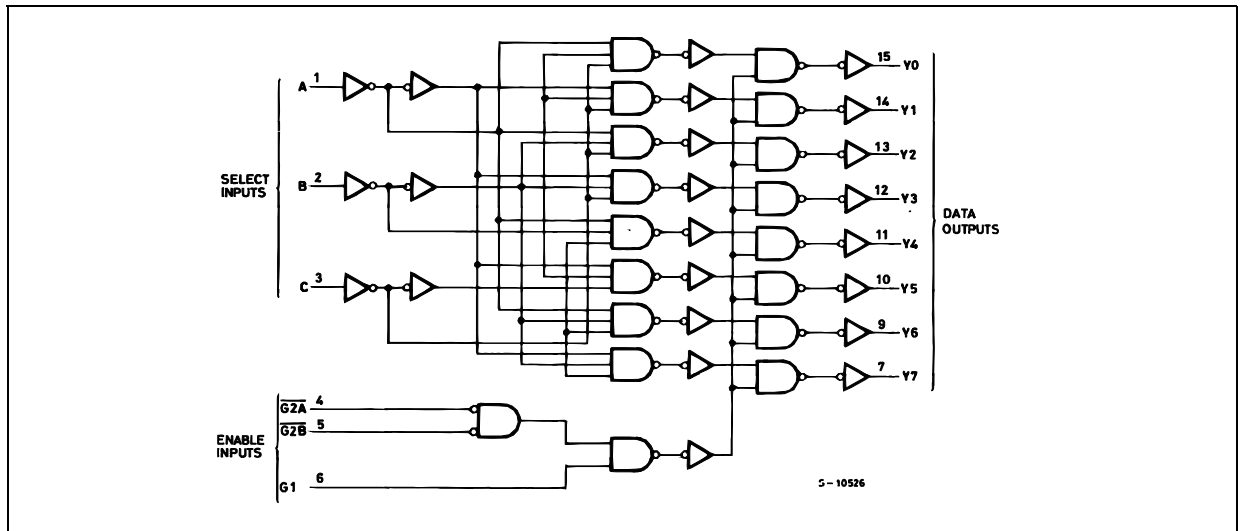 SELECT
INPUTS
A 1
B 2
C 3
15 Y0
14 Y1
13 Y2
12 Y3
11 Y4
10 Y5
9 Y6
7 Y7
DATA
OUTPUTS
ENABLE
INPUTS
G2A 4
G2B 5
G1 6
S-10526